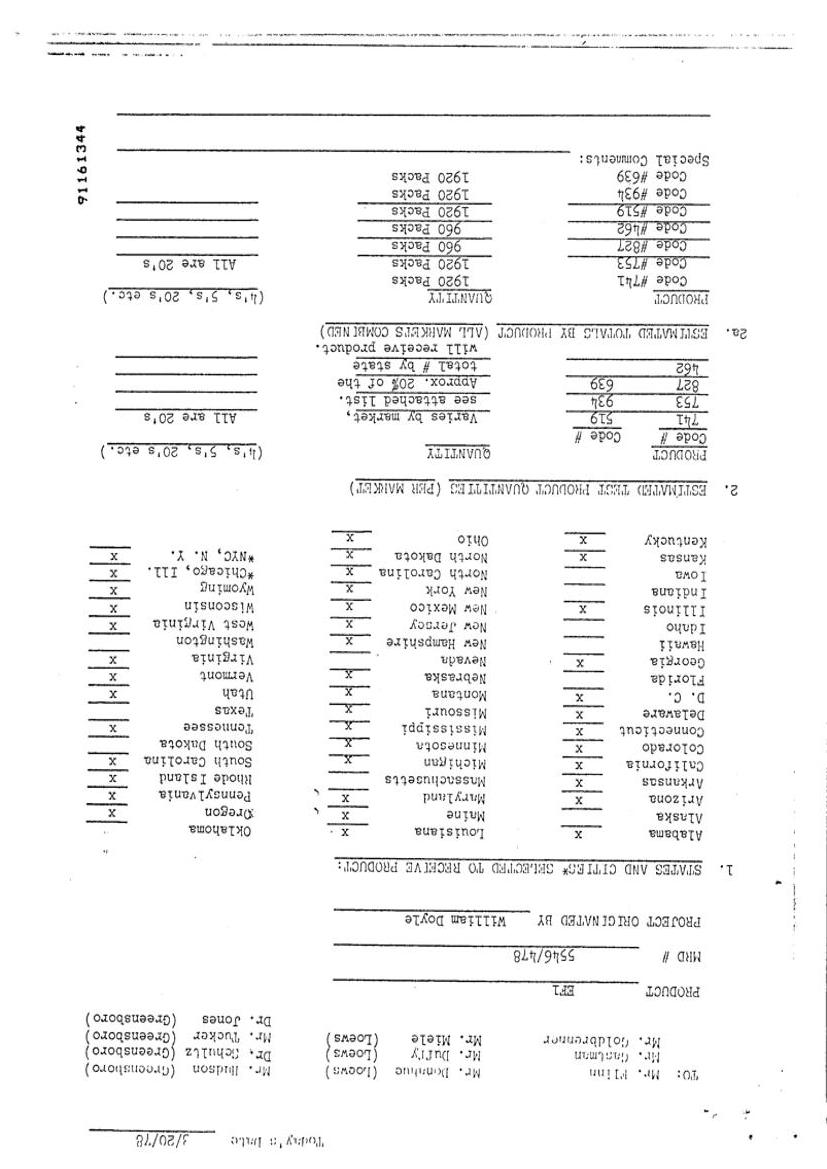 Today's Date 3/20/78
TO: Mr. Flinn Mr. Donahue (Loews) Mr. Hudson (Greensboro)
Mr. Gastman Mr. Duffy (Loews) Dr. Schultz (Greensboro)
Mr. Goldbrenner Mr. Miele (Loews) Mr. Tucker (Greensboro)
Dr. Jones (Greensboro)
PRODUCT EF1
MRD # 5546/478
PROJECT ORIGINATED BY William Doyle
1. STATES AND CITIES* SELECTED TO RECEIVE PRODUCT:
Alabama x Louisiana x Oklahoma
Alaska Maine x Oregon x
Arizona x Maryland x Pennsylvania x
Arkansas x Massachusetts Rhode Island x
California x Michigan x South Carolina x
Colorado x Minnesota x South Dakota
Connecticut x Mississippi x Tennessee x
Delaware x Missouri x Texas
D. C. x Montana x Utah x
Florida Nebraska x Vermont x
Georgia x Nevada Virginia x
Hawaii New Hampshire x Washington
Idaho New Jersey x West Virginia x
Illinois x New Mexico x Wisconsin x
Indiana New York x Wyoming x
Iowa North Carolina x *Chicago, Ill. x
Kansas x North Dakota x *NYC, N. Y. x
Kentucky x Ohio x
2. ESTIMATED TEST PRODUCT QUANTITIES (PER MARKET)
PRODUCT QUANTITY (4's, 5's, 20's etc.)
Code # Code #
741 519 Varies by market, All are 20's
753 934 see attached list.
827 639 Approx. 20% of the
462 total # by state
will receive product.
2a. ESTIMATED TOTALS BY PRODUCT (ALL MARKETS COMBINED)
PRODUCT QUANTITY (4's, 5's, 20's etc.)
Code #741 1920 Packs
Code #753 1920 Packs All are 20's
Code #827 960 Packs
Code #462 960 Packs
Code #519 1920 Packs
Code #934 1920 Packs
Code #639 1920 Packs
Special Comments:
91161344